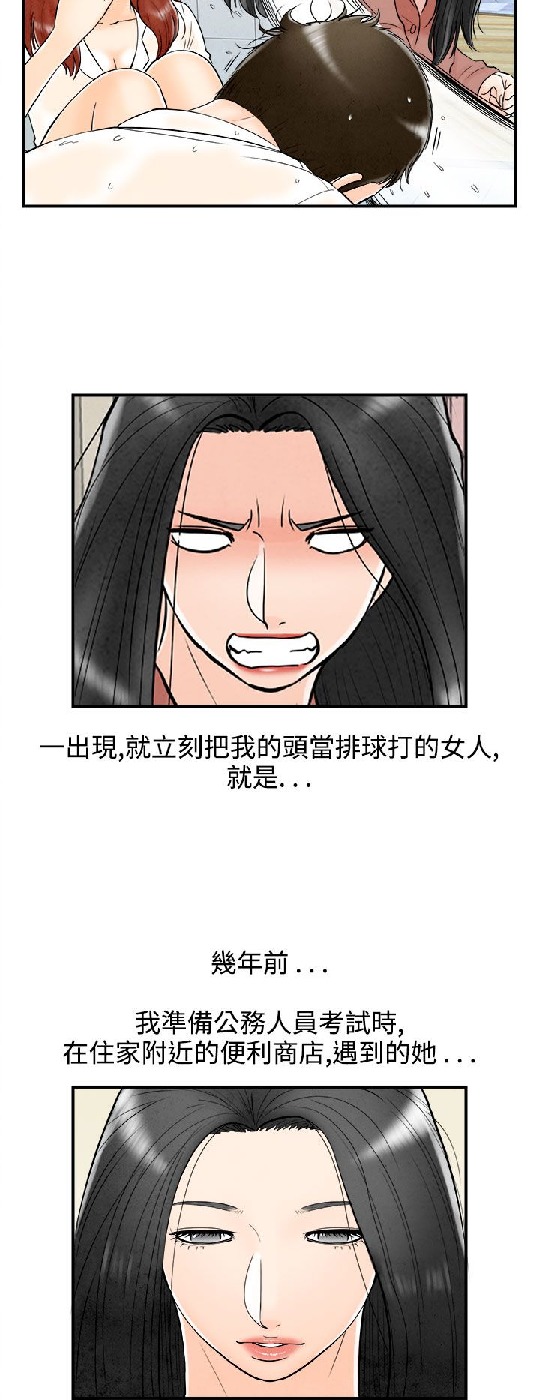 一出現,就立刻把我的頭當排球打的女人,
就是...
幾年前...
我準備公務人員考試時,
在住家附近的便利商店,遇到的她...